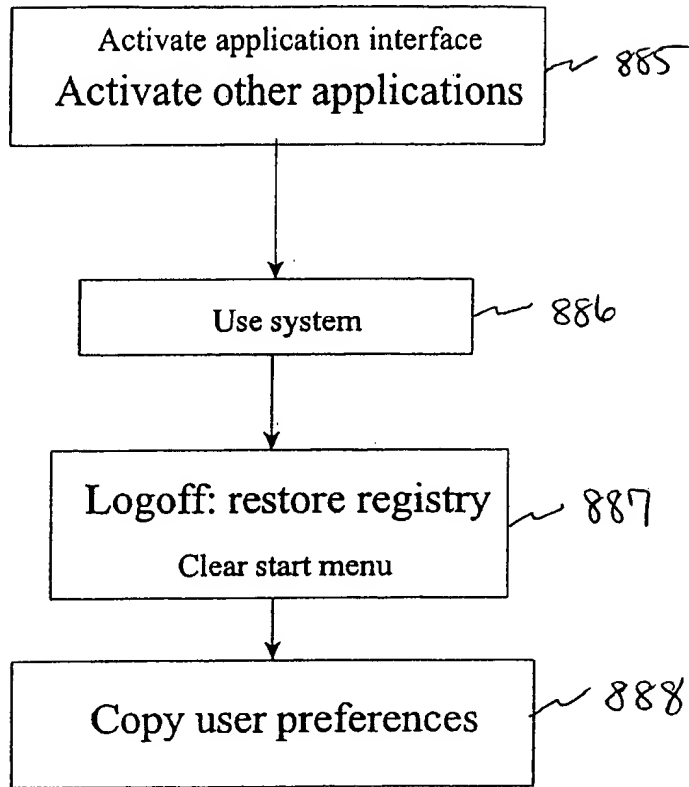 Activate application interface
Activate other applications
885
Use system
886
Logoff: restore registry
887
Clear start menu
Copy user preferences
888